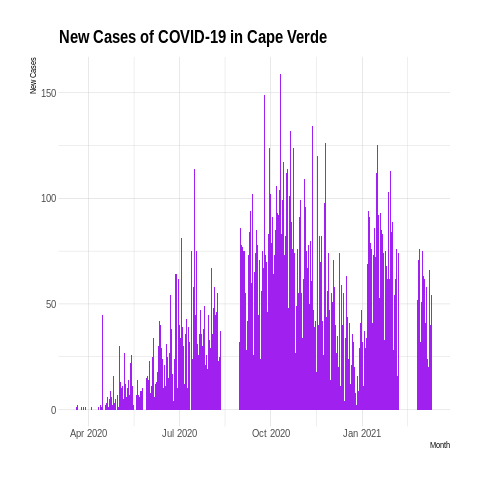 New Cases of COVID-19 in Cape Verde
New Cases
150
100
50
0
Apr 2020 Jul 2020 Oct 2020 Jan 2021
Month